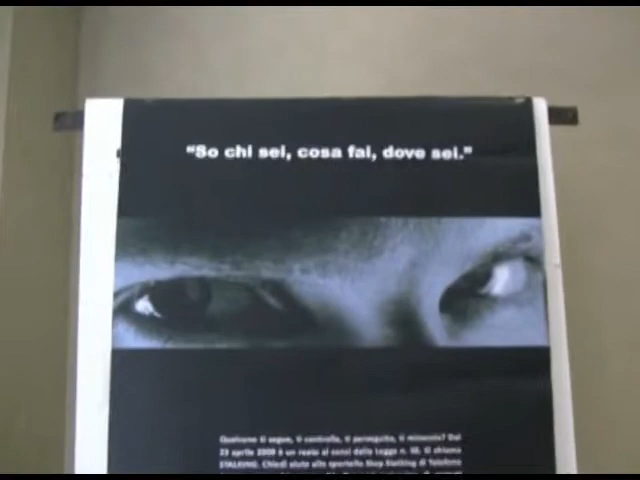 “So chi sei, cosa fai, dove sei.”
Qualcuno ti segue, ti controlla, ti perseguita, ti minaccia? Dal
23 aprile 2009 è un reato ai sensi della Legge n. 38, si chiama
STALKING. Chiedi aiuto allo sportello Stop Stalking di Telefono